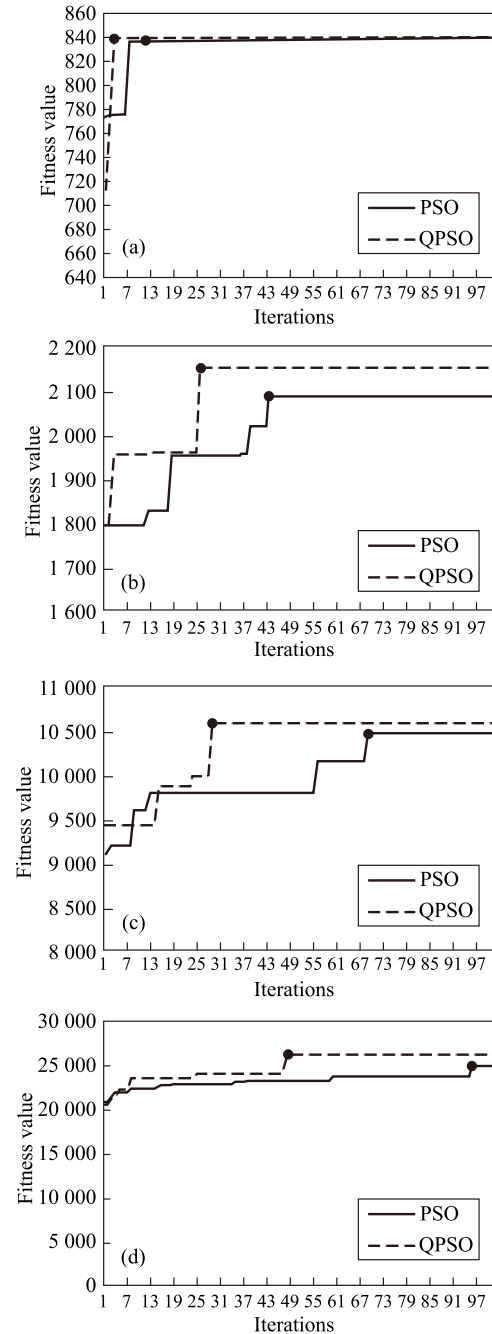 860
840
820
800
780
760
740
720
700
680
660
640
Fitness value
PSO
QPSO
(a)
1 7 13 19 25 31 37 43 49 55 61 67 73 79 85 91 97
Iterations
2 200
2 100
2 000
1 900
1 800
1 700
1 600
Fitness value
PSO
QPSO
(b)
1 7 13 19 25 31 37 43 49 55 61 67 73 79 85 91 97
Iterations
11 000
10 500
10 000
9 500
9 000
8 500
8 000
Fitness value
PSO
QPSO
(c)
1 7 13 19 25 31 37 43 49 55 61 67 73 79 85 91 97
Iterations
30 000
25 000
20 000
15 000
10 000
5 000
0
Fitness value
PSO
QPSO
(d)
1 7 13 19 25 31 37 43 49 55 61 67 73 79 85 91 97
Iterations